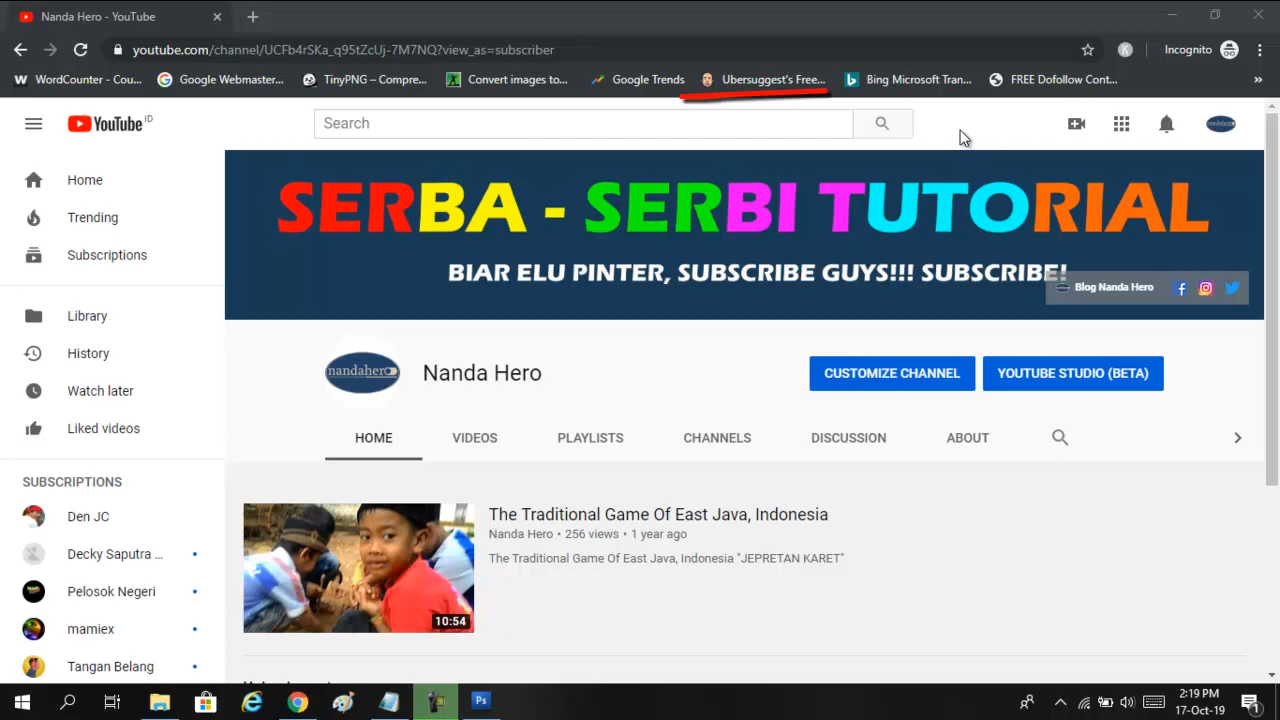 Nanda Hero - YouTube
youtube.com/channel/UCFb4rSKa_q95tZcUj-7M7NQ?view_as=subscriber
Incognito
WordCounter - Cou...
Google Webmaster...
TinyPNG – Compre...
Convert images to...
Google Trends
Ubersuggest's Free...
Bing Microsoft Tran...
FREE Dofollow Cont...
YouTube ID
Search
Home
Trending
Subscriptions
Library
History
Watch later
Liked videos
SUBSCRIPTIONS
Den JC
Decky Saputra ...
Pelosok Negeri
mamiex
Tangan Belang
SERBA - SERBI TUTORIAL
BIAR ELU PINTER, SUBSCRIBE GUYS!!! SUBSCRIBE!
Blog Nanda Hero
nandahero
Nanda Hero
CUSTOMIZE CHANNEL
YOUTUBE STUDIO (BETA)
HOME
VIDEOS
PLAYLISTS
CHANNELS
DISCUSSION
ABOUT
10:54
The Traditional Game Of East Java, Indonesia
Nanda Hero • 256 views • 1 year ago
The Traditional Game Of East Java, Indonesia "JEPRETAN KARET"
Ps
2:19 PM
17-Oct-19
1